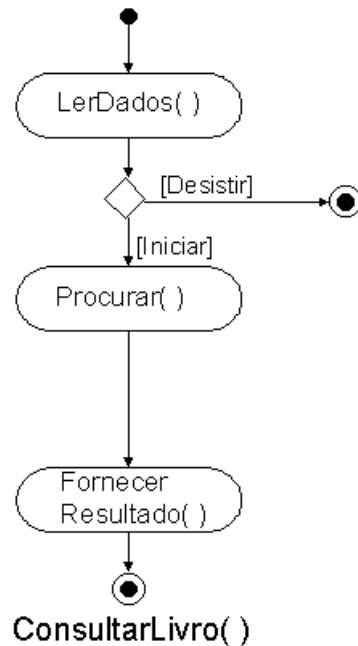 LerDados( )
[Desistir]
[Iniciar]
Procurar( )
Fornecer
Resultado( )
ConsultarLivro( )